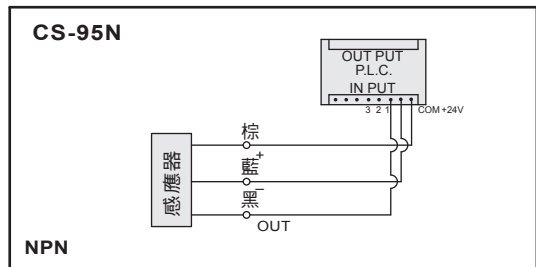 CS-95N
OUT PUT
P.L.C.
IN PUT
3 2 1 COM +24V
感應器
棕
+
藍
−
黑
OUT
NPN